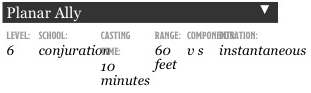 Planar Ally ▼
LEVEL: SCHOOL: CASTING TIME: RANGE: COMPONENTS: DURATION:
6 conjuration 10 minutes 60 feet v s instantaneous